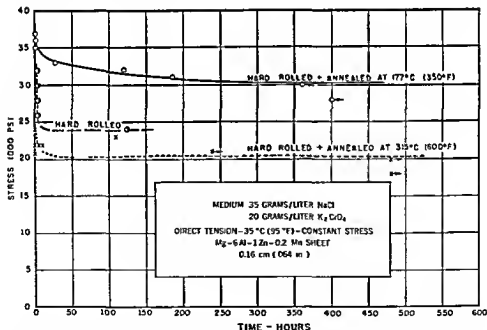 40
35
30
25
20
15
10
5
0
STRESS (1000 PSI)
HARD ROLLED + ANNEALED AT 177°C (350°F)
HARD ROLLED
HARD ROLLED + ANNEALED AT 315°C (600°F)
MEDIUM 35 GRAMS/LITER NaCl
20 GRAMS/LITER K2CrO4
DIRECT TENSION-35°C (95°F)-CONSTANT STRESS
Mg-6Al-1Zn-0.2 Mn SHEET
0.16 cm (.064 in)
0 50 100 150 200 250 300 350 400 450 500 550 600
TIME - HOURS